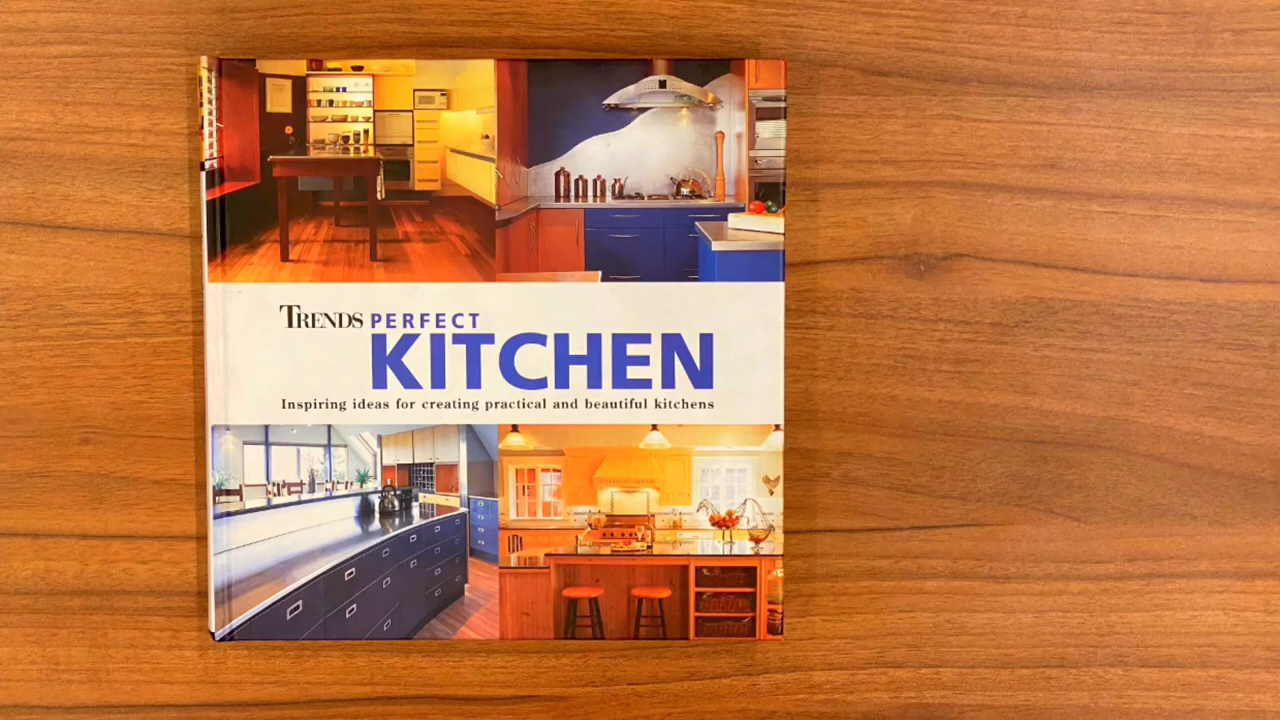 TRENDS PERFECT
KITCHEN
Inspiring ideas for creating practical and beautiful kitchens